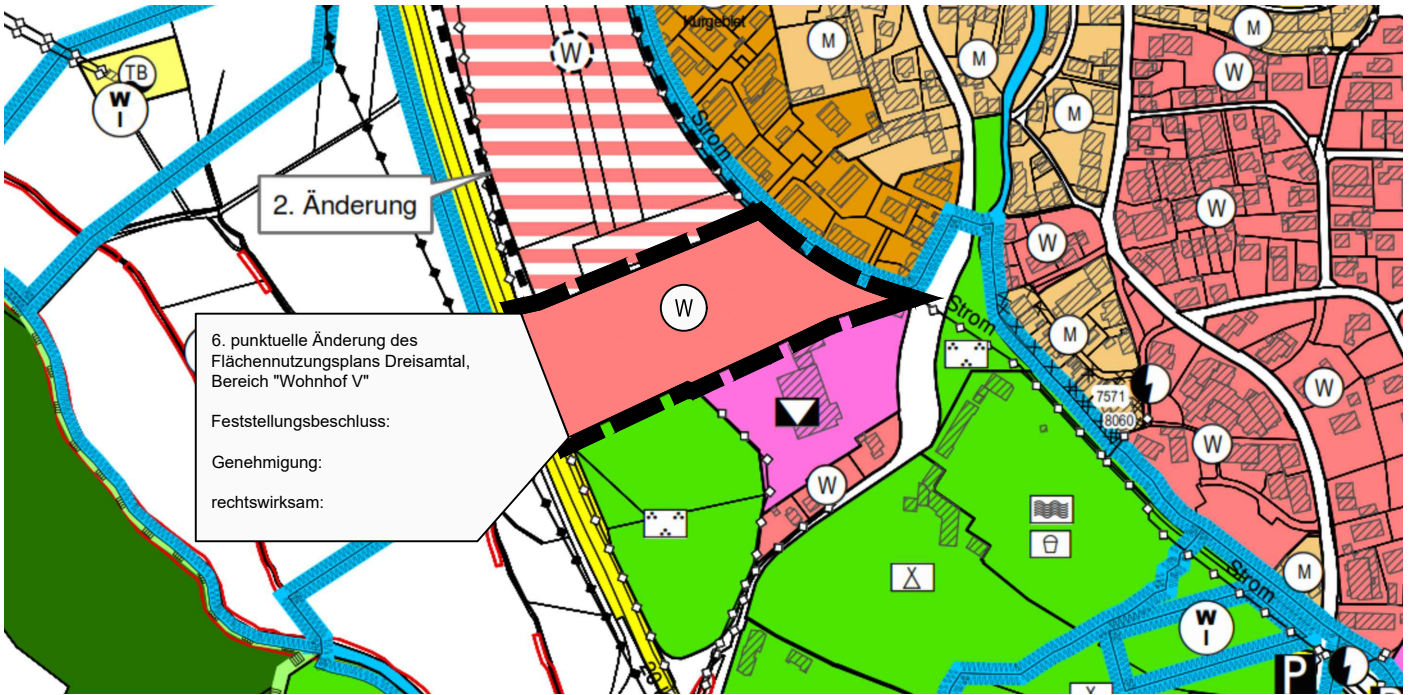 Kurgebiet
M
M
M
W
W
TB
W
I
M
Strom
2. Änderung
W
W
W
Strom
M
W
6. punktuelle Änderung des
Flächennutzungsplans Dreisamtal,
Bereich "Wohnhof V"
Feststellungsbeschluss:
Genehmigung:
rechtswirksam:
7571
8060
W
W
Strom
M
W
I
P